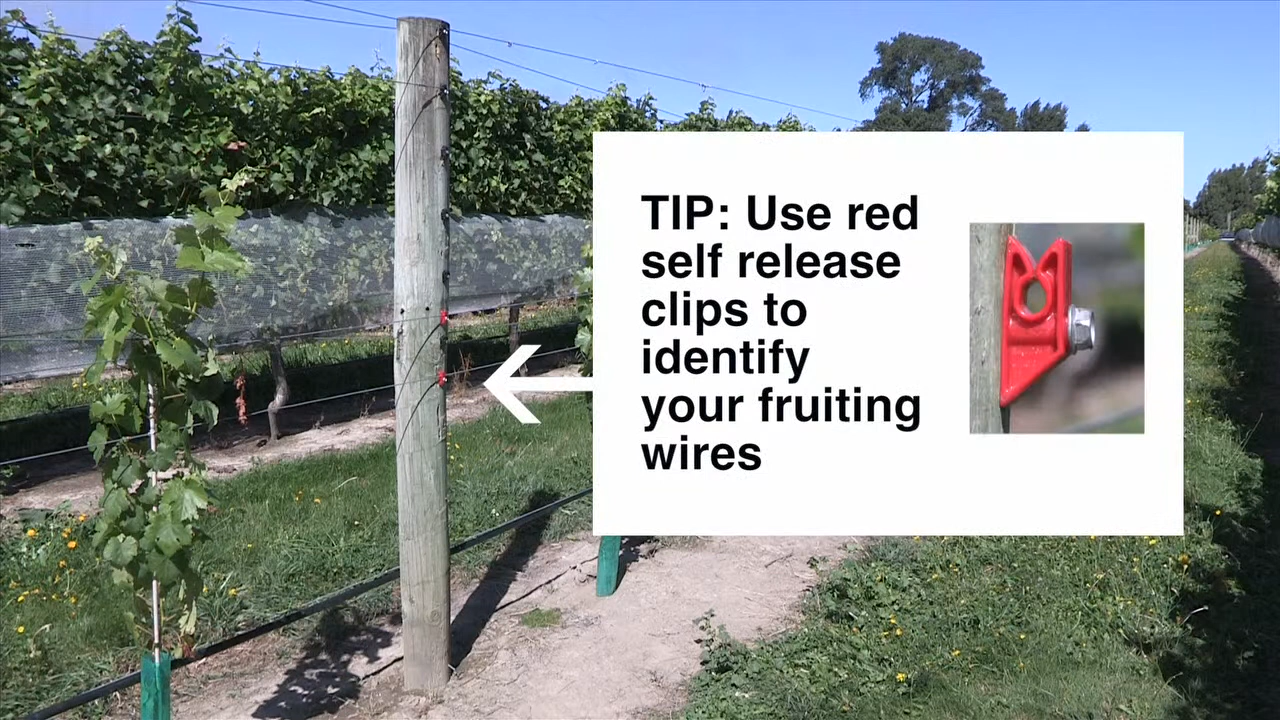 TIP: Use red
self release
clips to
identify
your fruiting
wires